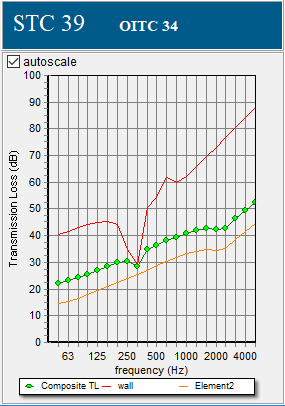 STC 39 OITC 34
autoscale
100
90
80
70
60
50
40
30
20
10
0
Transmission Loss (dB)
63 125 250 500 1000 2000 4000
frequency (Hz)
Composite TL wall Element2